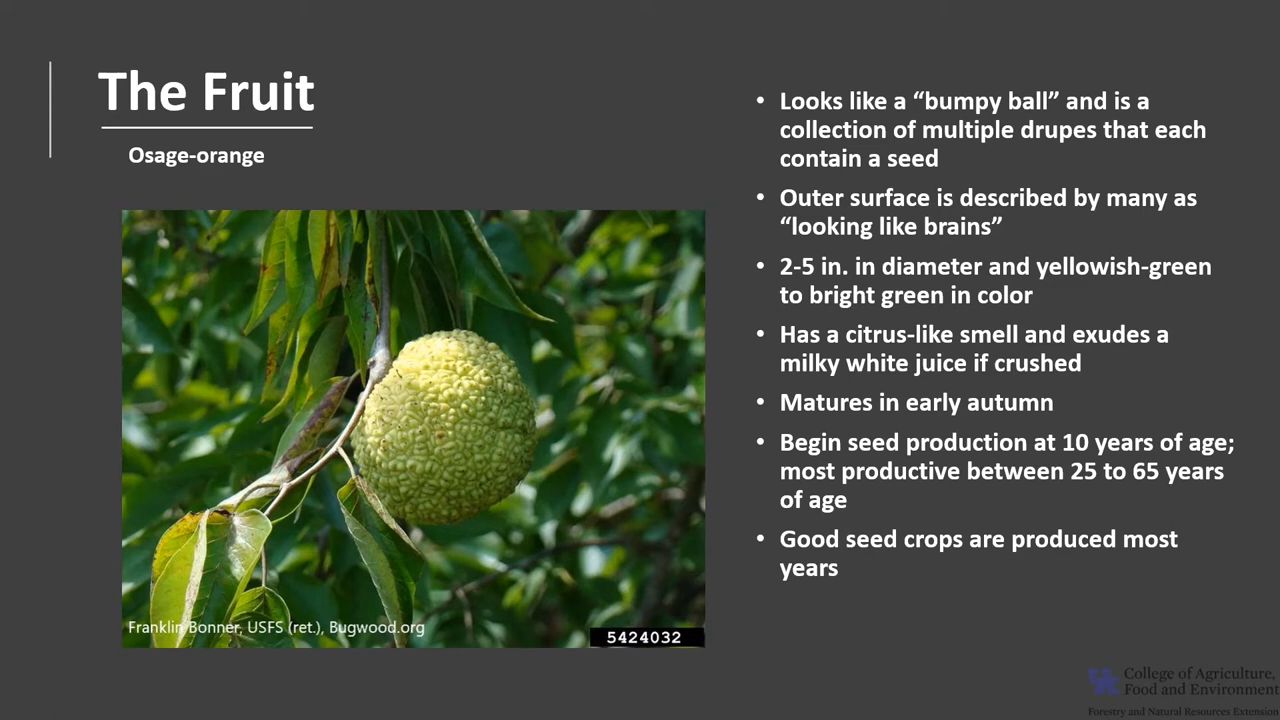 The Fruit
Osage-orange
Franklin Bonner, USFS (ret.), Bugwood.org
5424032
• Looks like a “bumpy ball” and is a
collection of multiple drupes that each
contain a seed
• Outer surface is described by many as
“looking like brains”
• 2-5 in. in diameter and yellowish-green
to bright green in color
• Has a citrus-like smell and exudes a
milky white juice if crushed
• Matures in early autumn
• Begin seed production at 10 years of age;
most productive between 25 to 65 years
of age
• Good seed crops are produced most
years
College of Agriculture,
Food and Environment
Forestry and Natural Resources Extension